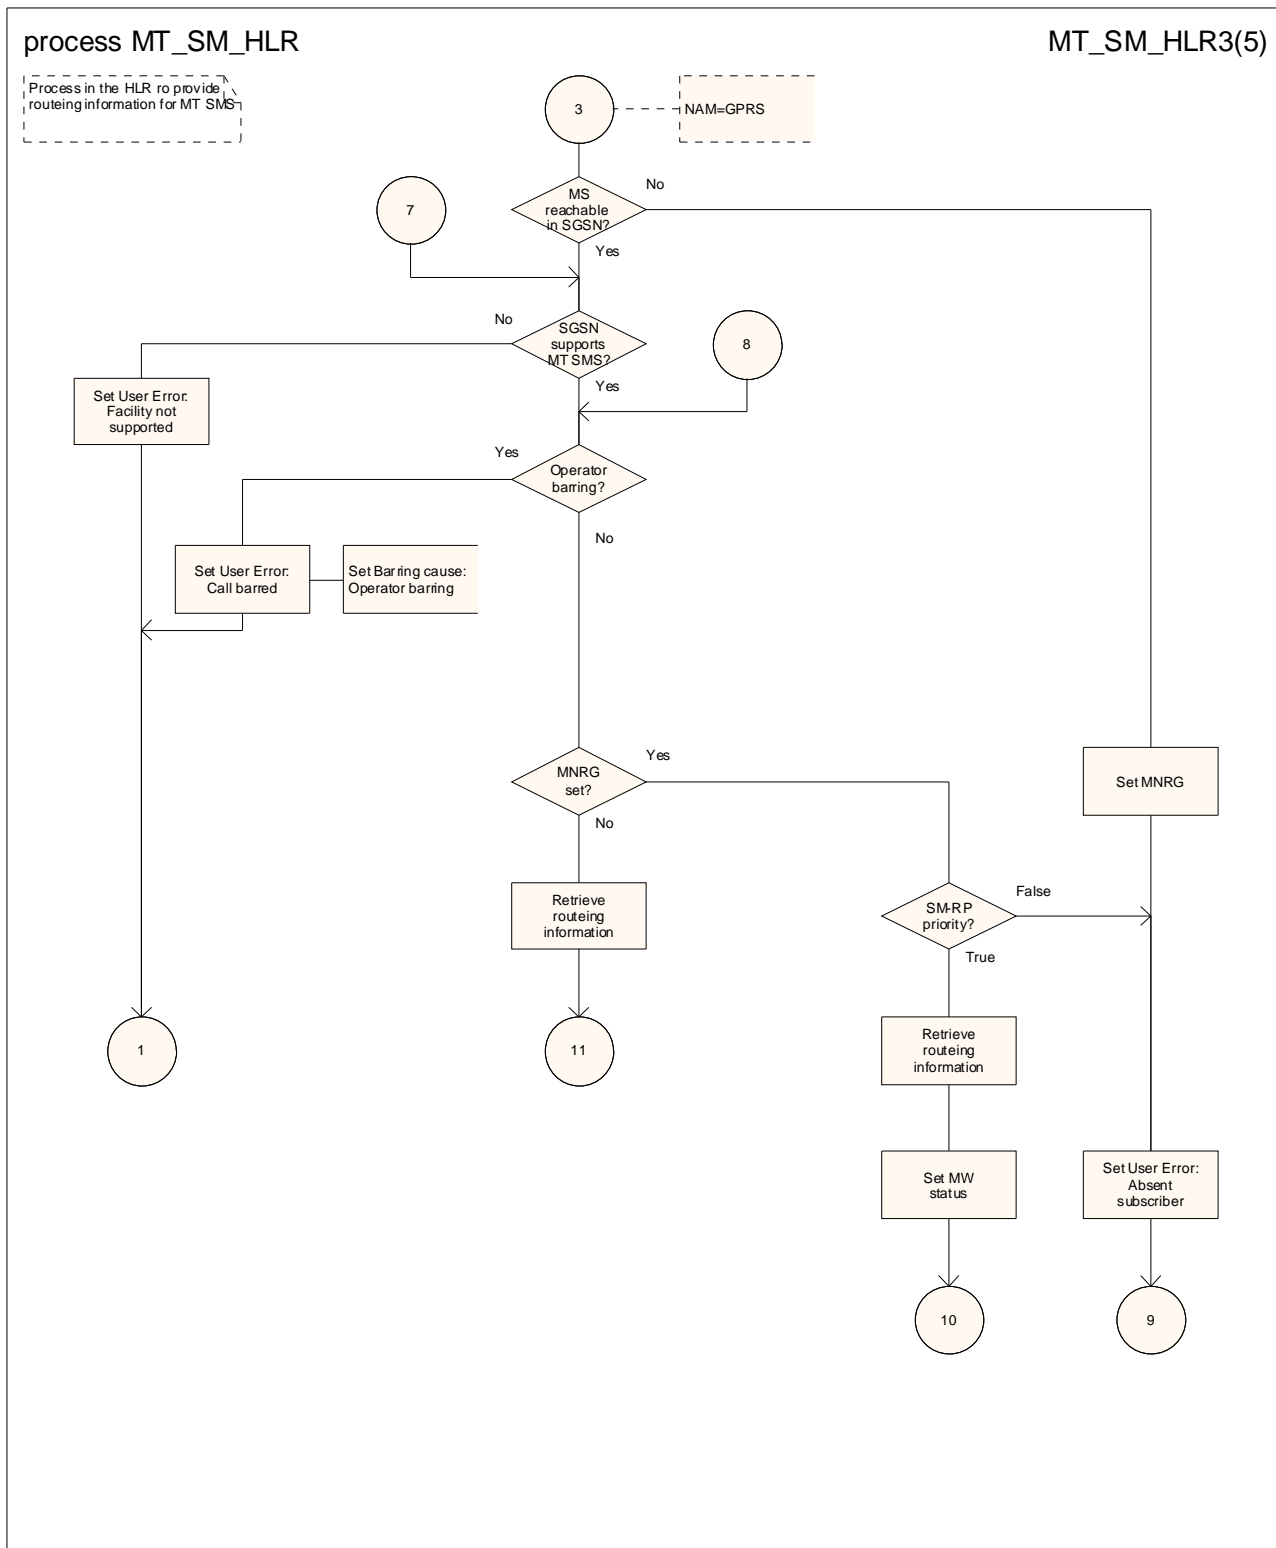 process MT_SM_HLR
MT_SM_HLR3(5)
Process in the HLR ro provide
routeing information for MT SMS
3
NAM=GPRS
MS
reachable
in SGSN?
No
Yes
7
SGSN
supports
MT SMS?
No
Yes
8
Set User Error:
Facility not
supported
Operator
barring?
Yes
No
Set User Error:
Call barred
Set Barring cause:
Operator barring
MNRG
set?
Yes
No
Set MNRG
Retrieve
routeing
information
SM-RP
priority?
False
True
1
11
Retrieve
routeing
information
Set MW
status
Set User Error:
Absent
subscriber
10
9